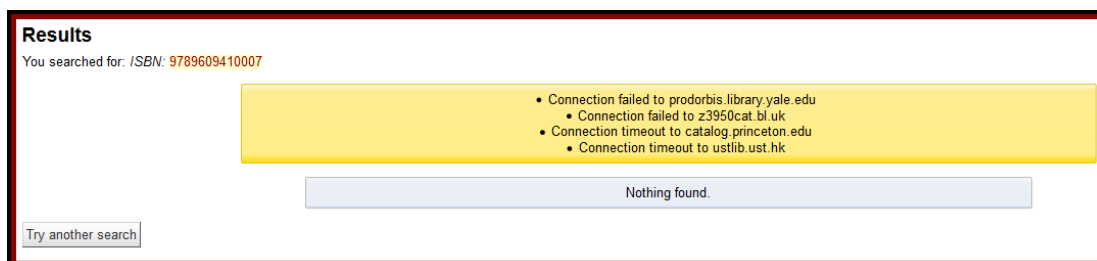 Results
You searched for: ISBN: 9789609410007
• Connection failed to prodorbis.library.yale.edu
• Connection failed to z3950cat.bl.uk
• Connection timeout to catalog.princeton.edu
• Connection timeout to ustlib.ust.hk
Nothing found.
Try another search